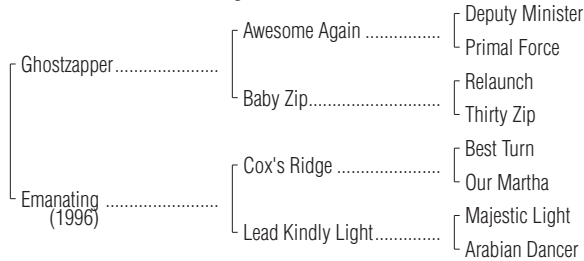 Deputy Minister
Awesome Again ................
Primal Force
Ghostzapper......................
Relaunch
Baby Zip............................
Thirty Zip
Best Turn
Cox's Ridge ......................
Our Martha
Emanating ........................
(1996)
Majestic Light
Lead Kindly Light..............
Arabian Dancer